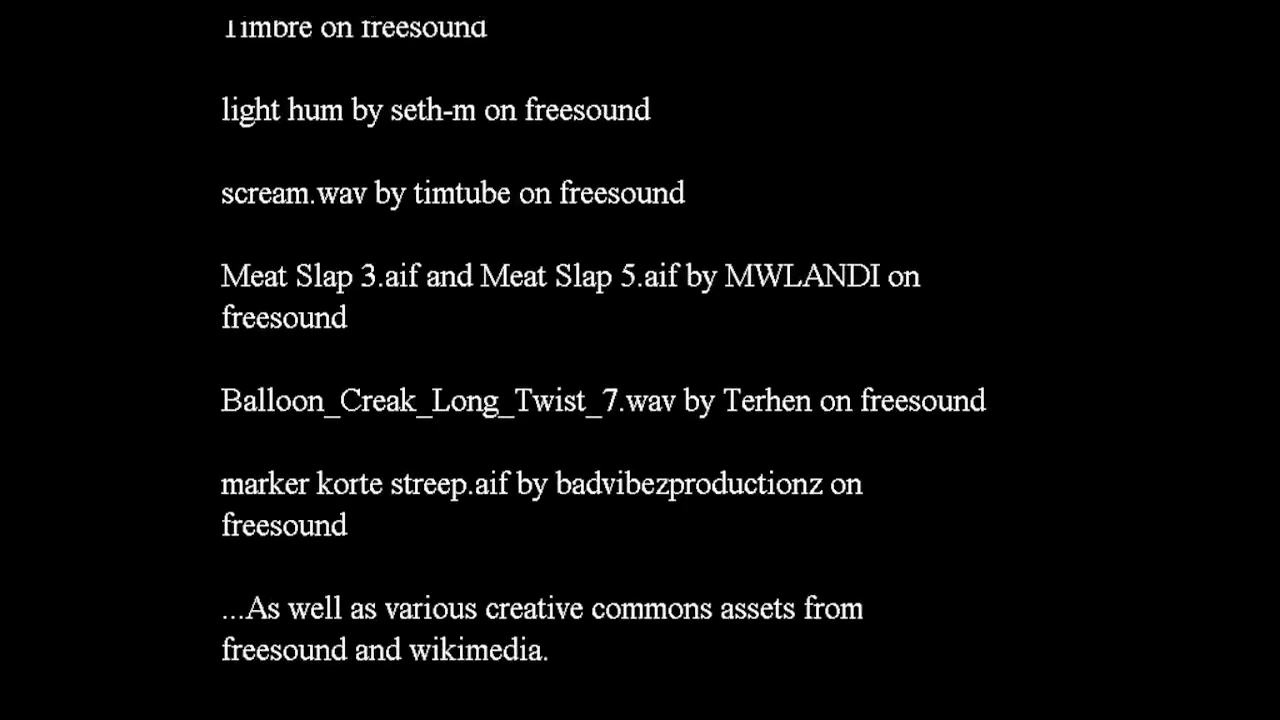 Timbre on freesound
light hum by seth-m on freesound
scream.wav by timtube on freesound
Meat Slap 3.aif and Meat Slap 5.aif by MWLANDI on
freesound
Balloon_Creak_Long_Twist_7.wav by Terhen on freesound
marker korte streep.aif by badvibezproductionz on
freesound
...As well as various creative commons assets from
freesound and wikimedia.